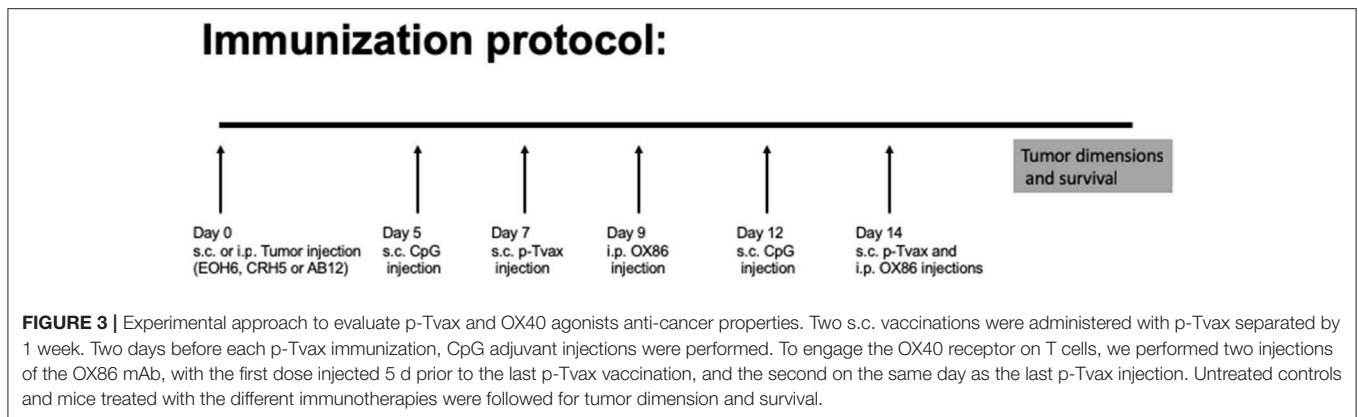 Immunization protocol:
Tumor dimensions
and survival
Day 0
s.c. or i.p. Tumor injection
(EOH6, CRH5 or AB12)
Day 5
s.c. CpG
injection
Day 7
s.c. p-Tvax
injection
Day 9
i.p. OX86
injection
Day 12
s.c. CpG
injection
Day 14
s.c. p-Tvax and
i.p. OX86 injections
FIGURE 3 | Experimental approach to evaluate p-Tvax and OX40 agonists anti-cancer properties. Two s.c. vaccinations were administered with p-Tvax separated by
1 week. Two days before each p-Tvax immunization, CpG adjuvant injections were performed. To engage the OX40 receptor on T cells, we performed two injections
of the OX86 mAb, with the first dose injected 5 d prior to the last p-Tvax vaccination, and the second on the same day as the last p-Tvax injection. Untreated controls
and mice treated with the different immunotherapies were followed for tumor dimension and survival.